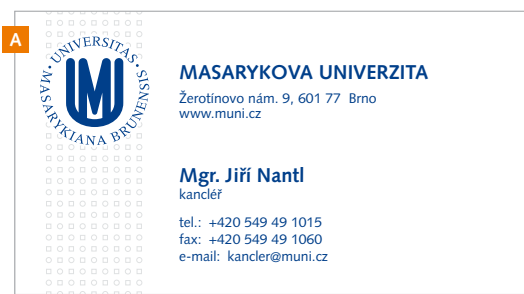 A
· UNIVERSITAS · MASARYKIANA BRUNENSIS
MU
MASARYKOVA UNIVERZITA
Žerotínovo nám. 9, 601 77 Brno
www.muni.cz
Mgr. Jiří Nantl
kancléř
tel.: +420 549 49 1015
fax: +420 549 49 1060
e-mail: kancler@muni.cz